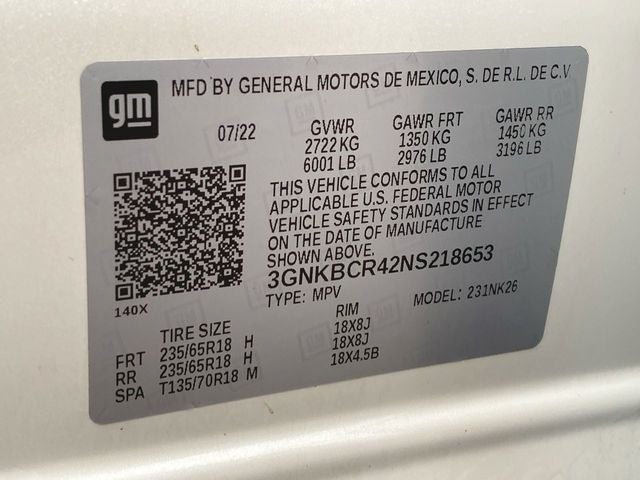 gm
MFD BY GENERAL MOTORS DE MEXICO, S. DE R.L. DE C.V
07/22 GVWR GAWR FRT GAWR RR
2722 KG 1350 KG 1450 KG
6001 LB 2976 LB 3196 LB
THIS VEHICLE CONFORMS TO ALL
APPLICABLE U.S. FEDERAL MOTOR
VEHICLE SAFETY STANDARDS IN EFFECT
ON THE DATE OF MANUFACTURE
SHOWN ABOVE.
3GNKBCR42NS218653
TYPE: MPV MODEL: 231NK26
140X
TIRE SIZE RIM
FRT 235/65R18 H 18X8J
RR 235/65R18 H 18X8J
SPA T135/70R18 M 18X4.5B